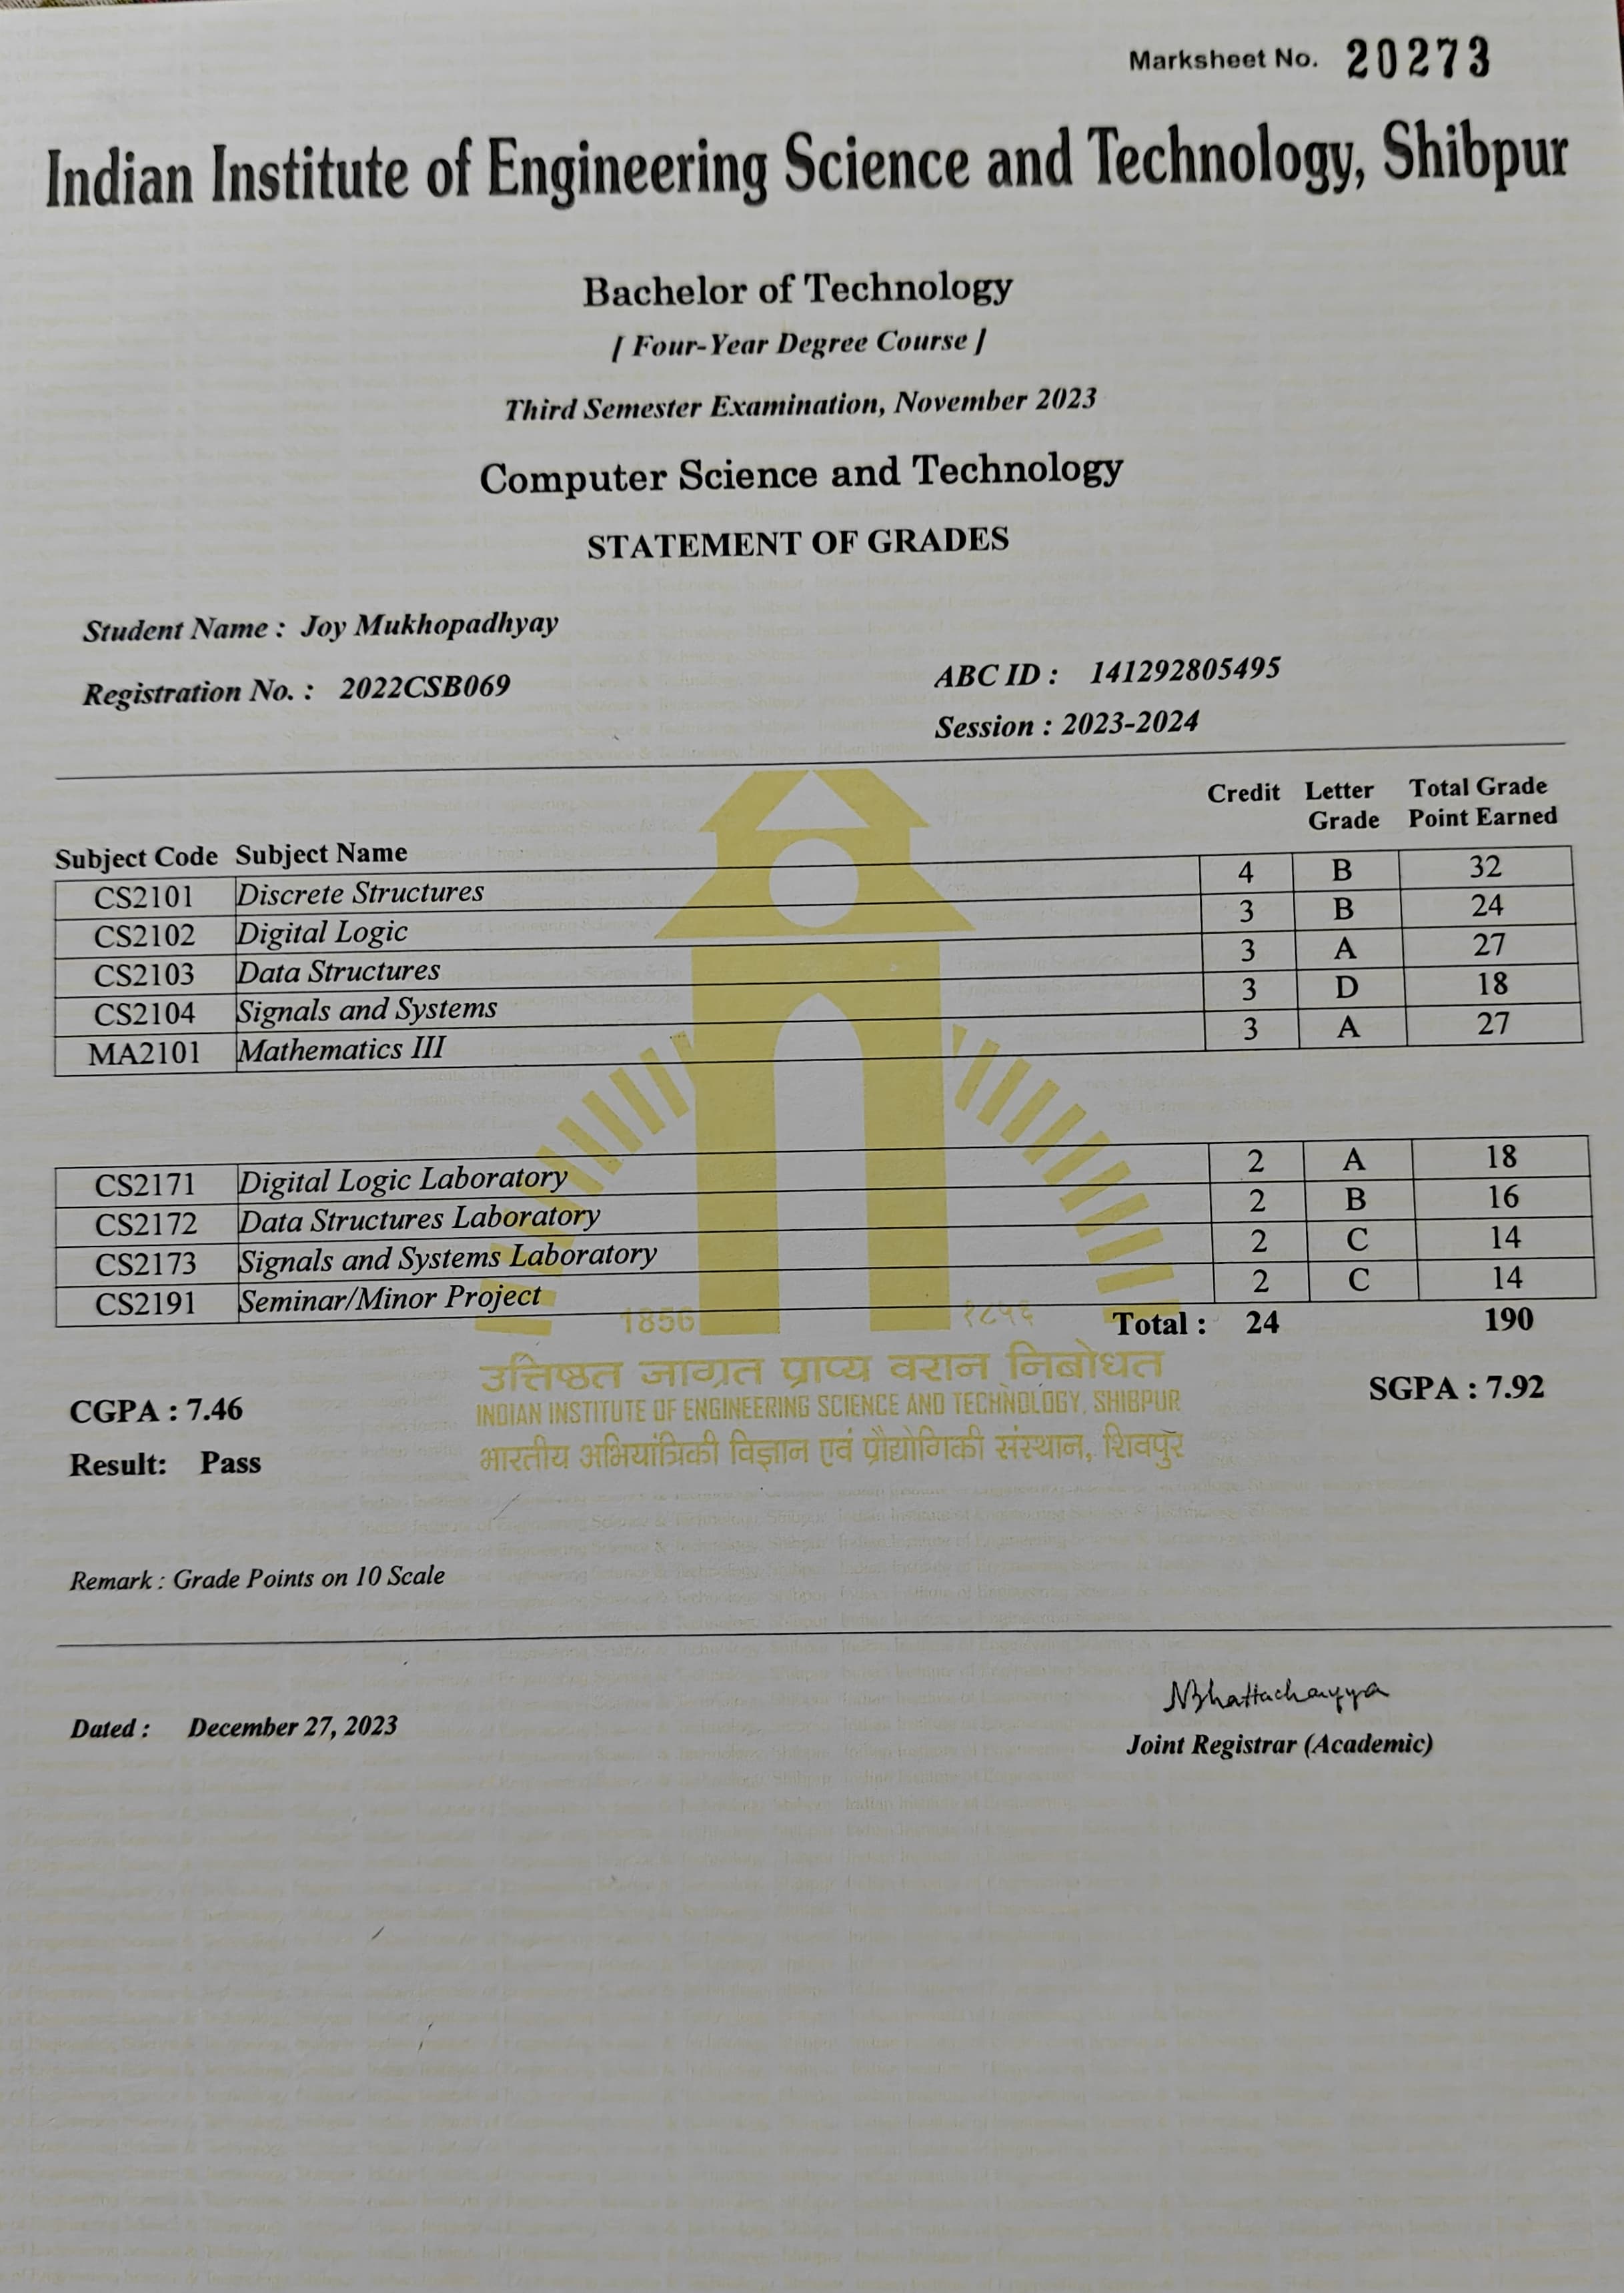 Marksheet No. 20273
Indian Institute of Engineering Science and Technology, Shibpur
Bachelor of Technology
[ Four-Year Degree Course ]
Third Semester Examination, November 2023
Computer Science and Technology
STATEMENT OF GRADES
Student Name : Joy Mukhopadhyay
Registration No. : 2022CSB069
ABC ID : 141292805495
Session : 2023-2024
Subject Code Subject Name Credit Letter Grade Total Grade Point Earned
CS2101 Discrete Structures 4 B 32
CS2102 Digital Logic 3 B 24
CS2103 Data Structures 3 A 27
CS2104 Signals and Systems 3 D 18
MA2101 Mathematics III 3 A 27
CS2171 Digital Logic Laboratory 2 A 18
CS2172 Data Structures Laboratory 2 B 16
CS2173 Signals and Systems Laboratory 2 C 14
CS2191 Seminar/Minor Project 2 C 14
1856 १८५६
Total : 24 190
उत्तिष्ठत जाग्रत प्राप्य वरान निबोधत
INDIAN INSTITUTE OF ENGINEERING SCIENCE AND TECHNOLOGY, SHIBPUR
भारतीय अभियांत्रिकी विज्ञान एवं प्रौद्योगिकी संस्थान, शिवपुर
CGPA : 7.46
SGPA : 7.92
Result: Pass
Remark : Grade Points on 10 Scale
Dated : December 27, 2023
NBhattacharyya
Joint Registrar (Academic)